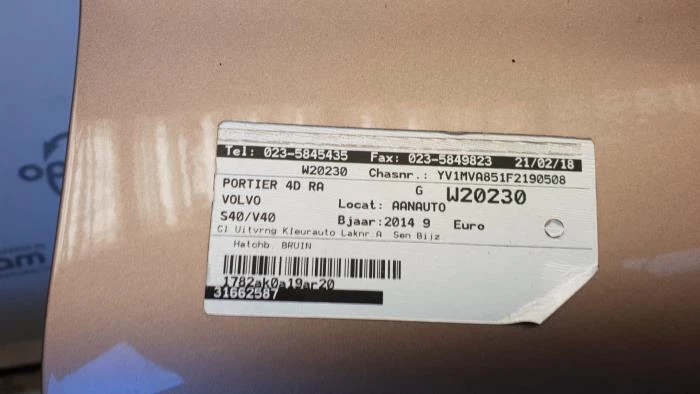 Tel: 023-5845435 Fax: 023-5849823 21/02/18
W20230 Chasnr.: YV1MVA851F2190508
PORTIER 4D RA G W20230
VOLVO Locat: AANAUTO
S40/V40 Bjaar:2014 9 Euro
Cl Uitvrng Kleurauto Laknr.A Sen Bijz
Hatchb. BRUIN
1782ak0a19ar20
31662587